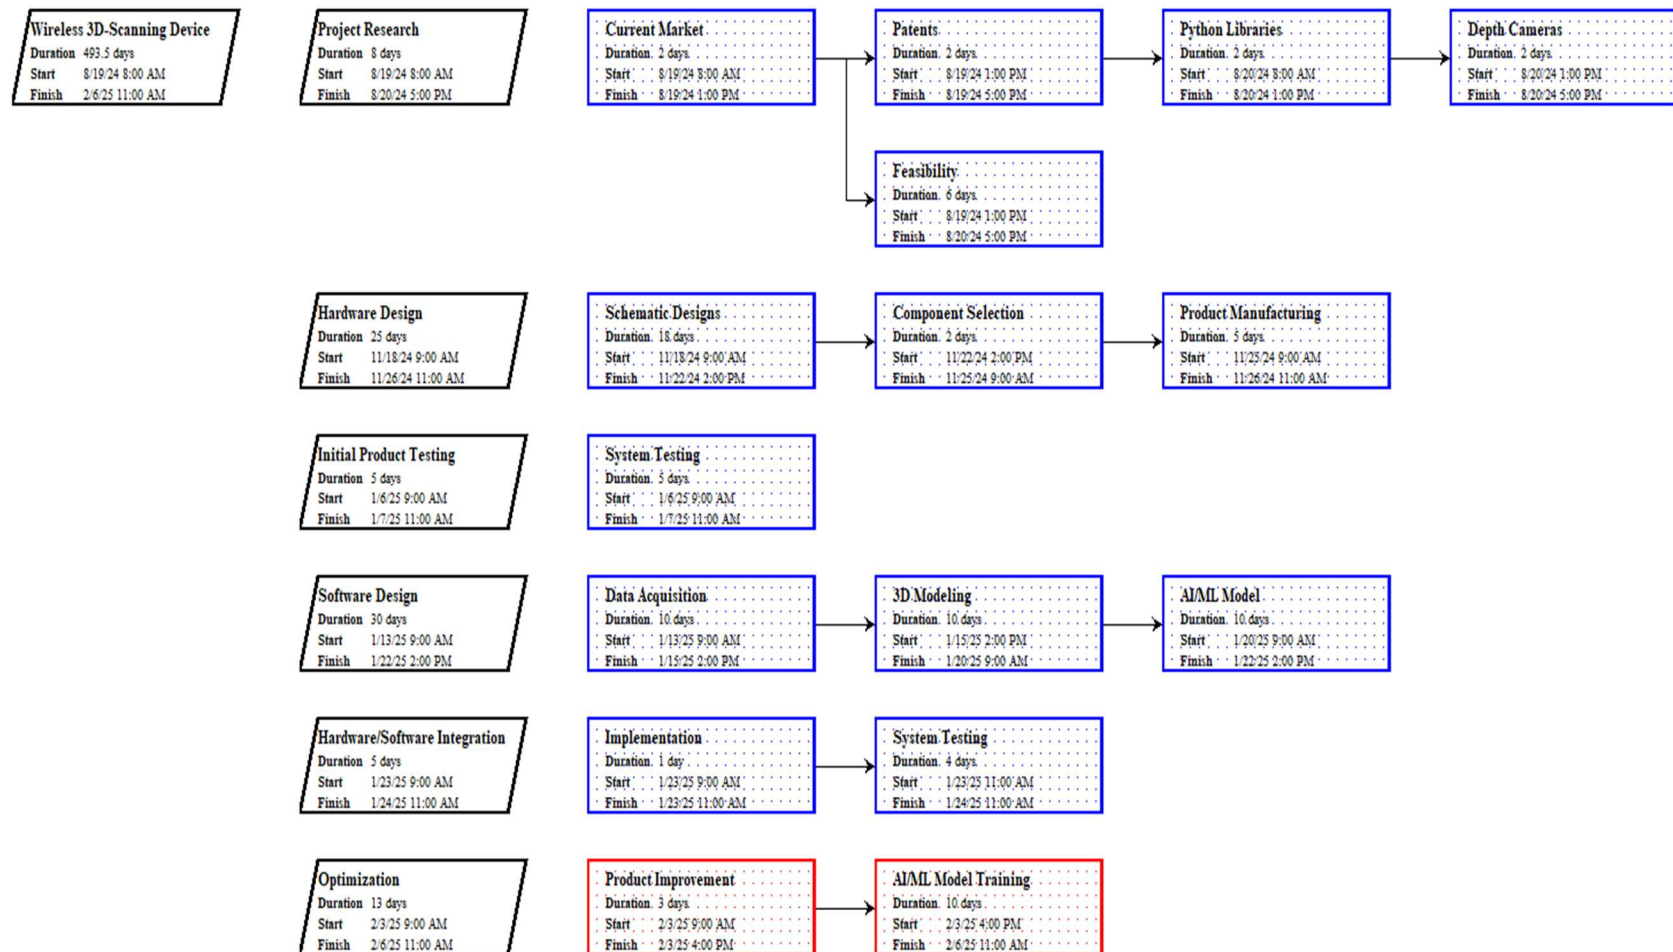 Wireless 3D-Scanning Device
Duration 493.5 days
Start 8/19/24 8:00 AM
Finish 2/6/25 11:00 AM
Project Research
Duration 8 days
Start 8/19/24 8:00 AM
Finish 8/20/24 5:00 PM
Current Market
Duration 2 days
Start 8/19/24 8:00 AM
Finish 8/19/24 1:00 PM
Patents
Duration 2 days
Start 8/19/24 1:00 PM
Finish 8/19/24 5:00 PM
Python Libraries
Duration 2 days
Start 8/20/24 8:00 AM
Finish 8/20/24 1:00 PM
Depth Cameras
Duration 2 days
Start 8/20/24 1:00 PM
Finish 8/20/24 5:00 PM
Feasibility
Duration 6 days
Start 8/19/24 1:00 PM
Finish 8/20/24 5:00 PM
Hardware Design
Duration 25 days
Start 11/18/24 9:00 AM
Finish 11/26/24 11:00 AM
Schematic Designs
Duration 18 days
Start 11/18/24 9:00 AM
Finish 11/22/24 2:00 PM
Component Selection
Duration 2 days
Start 11/22/24 2:00 PM
Finish 11/25/24 9:00 AM
Product Manufacturing
Duration 5 days
Start 11/25/24 9:00 AM
Finish 11/26/24 11:00 AM
Initial Product Testing
Duration 5 days
Start 1/6/25 9:00 AM
Finish 1/7/25 11:00 AM
System Testing
Duration 5 days
Start 1/6/25 9:00 AM
Finish 1/7/25 11:00 AM
Software Design
Duration 30 days
Start 1/13/25 9:00 AM
Finish 1/22/25 2:00 PM
Data Acquisition
Duration 10 days
Start 1/13/25 9:00 AM
Finish 1/15/25 2:00 PM
3D Modeling
Duration 10 days
Start 1/15/25 2:00 PM
Finish 1/20/25 9:00 AM
AI/ML Model
Duration 10 days
Start 1/20/25 9:00 AM
Finish 1/22/25 2:00 PM
Hardware/Software Integration
Duration 5 days
Start 1/23/25 9:00 AM
Finish 1/24/25 11:00 AM
Implementation
Duration 1 day
Start 1/23/25 9:00 AM
Finish 1/23/25 11:00 AM
System Testing
Duration 4 days
Start 1/23/25 11:00 AM
Finish 1/24/25 11:00 AM
Optimization
Duration 13 days
Start 2/3/25 9:00 AM
Finish 2/6/25 11:00 AM
Product Improvement
Duration 3 days
Start 2/3/25 9:00 AM
Finish 2/3/25 4:00 PM
AI/ML Model Training
Duration 10 days
Start 2/3/25 4:00 PM
Finish 2/6/25 11:00 AM